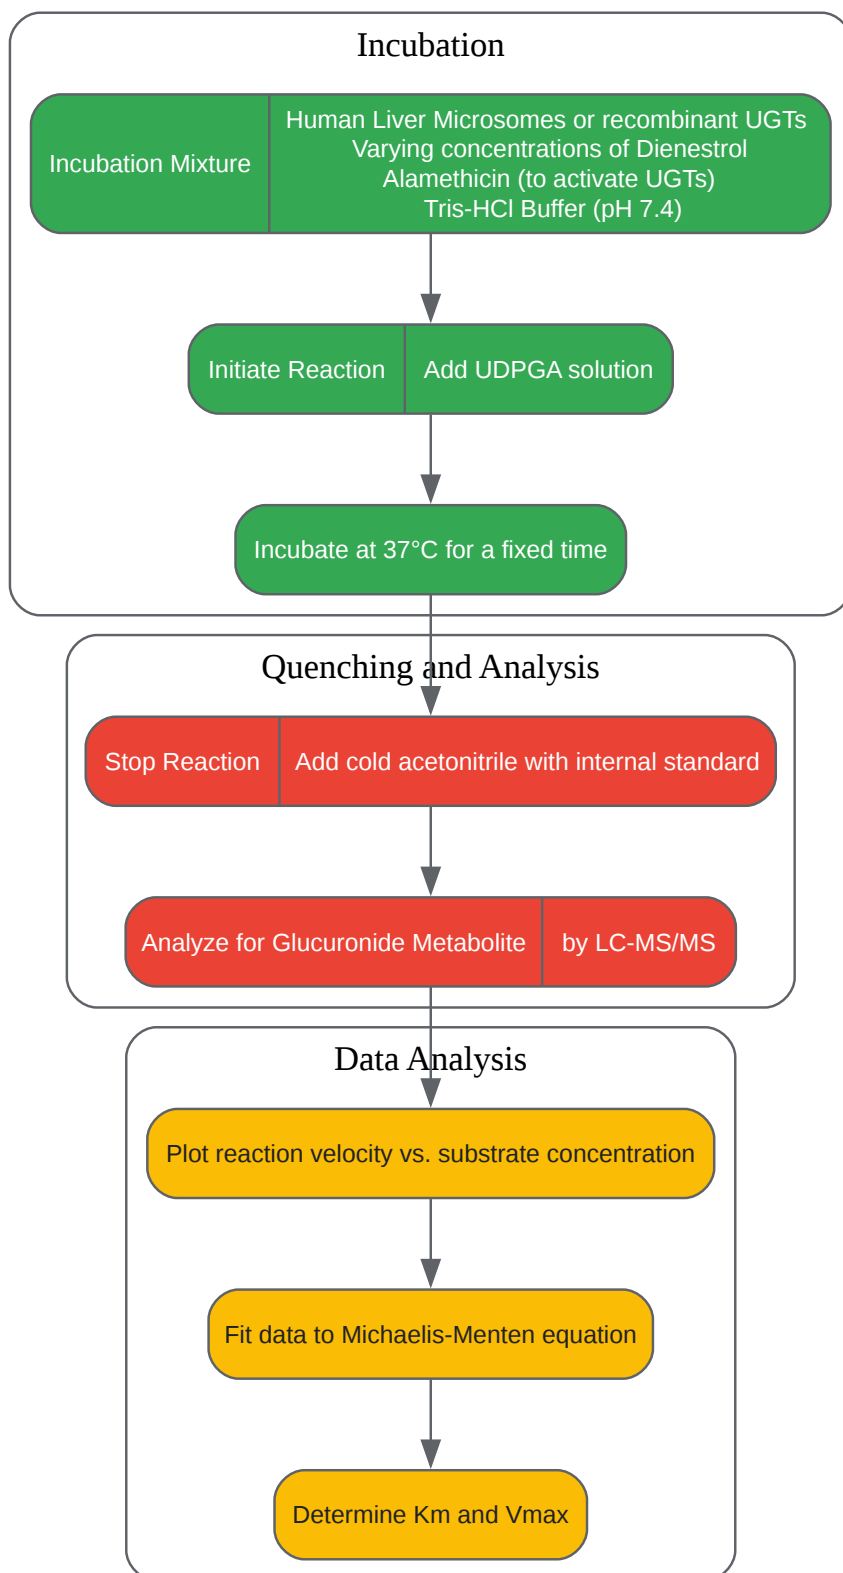 Incubation
Incubation Mixture
Human Liver Microsomes or recombinant UGTs
Varying concentrations of Dienestrol
Alamethicin (to activate UGTs)
Tris-HCl Buffer (pH 7.4)
Initiate Reaction
Add UDPGA solution
Incubate at 37°C for a fixed time
Quenching and Analysis
Stop Reaction
Add cold acetonitrile with internal standard
Analyze for Glucuronide Metabolite
by LC-MS/MS
Data Analysis
Plot reaction velocity vs. substrate concentration
Fit data to Michaelis-Menten equation
Determine Km and Vmax